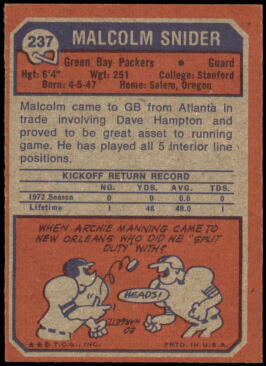 237 MALCOLM SNIDER
Green Bay Packers • Guard
Hgt: 6'4" Wgt: 251 College: Stanford
Born: 4-5-47 Home: Salem, Oregon
Malcolm came to GB from Atlanta in
trade involving Dave Hampton and
proved to be great asset to running
game. He has played all 5 interior line
positions.
KICKOFF RETURN RECORD
NO. YDS. AVG. TD
1972 Season 0 0 0.0 0
Lifetime 1 48 48.0 1
WHEN ARCHIE MANNING CAME TO
NEW ORLEANS WHO DID HE "SPLIT
DUTY" WITH?
HEADS!
ED HARGETT
★★© T.C.G., INC. PRTD. IN U.S.A.